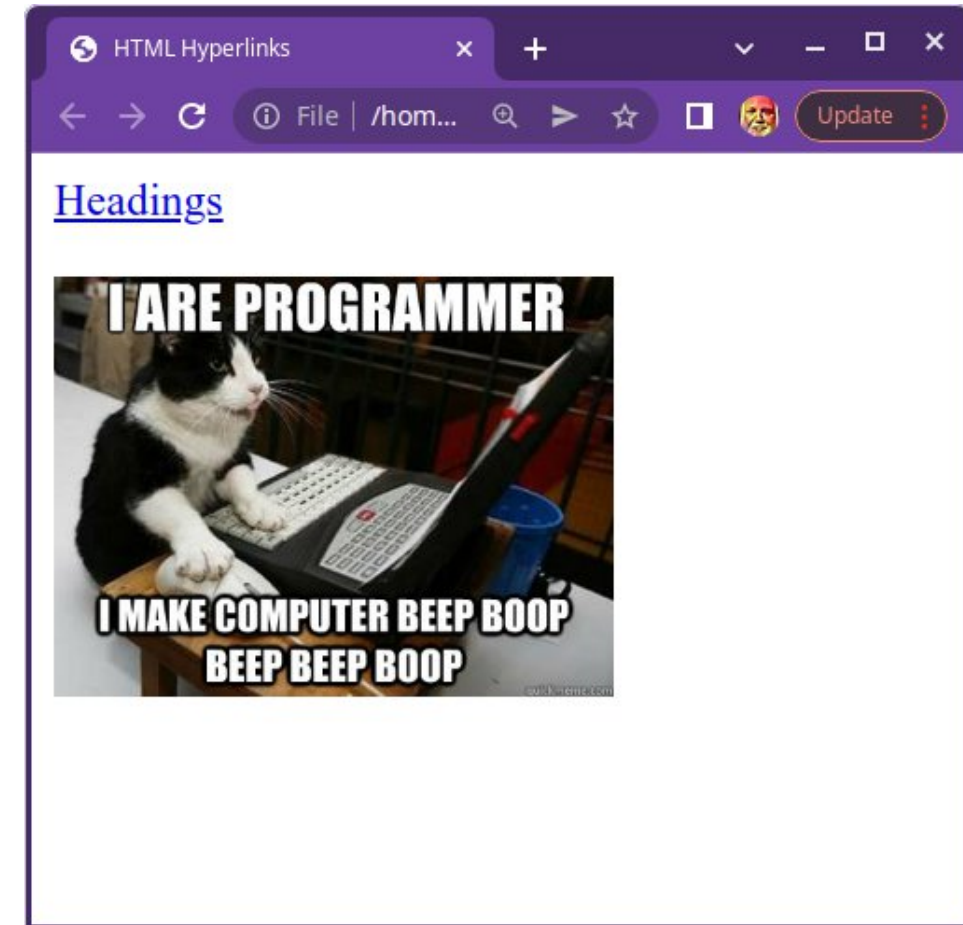 HTML Hyperlinks
File /hom...
Update
Headings
I ARE PROGRAMMER
I MAKE COMPUTER BEEP BOOP
BEEP BEEP BOOP
quickmeme.com